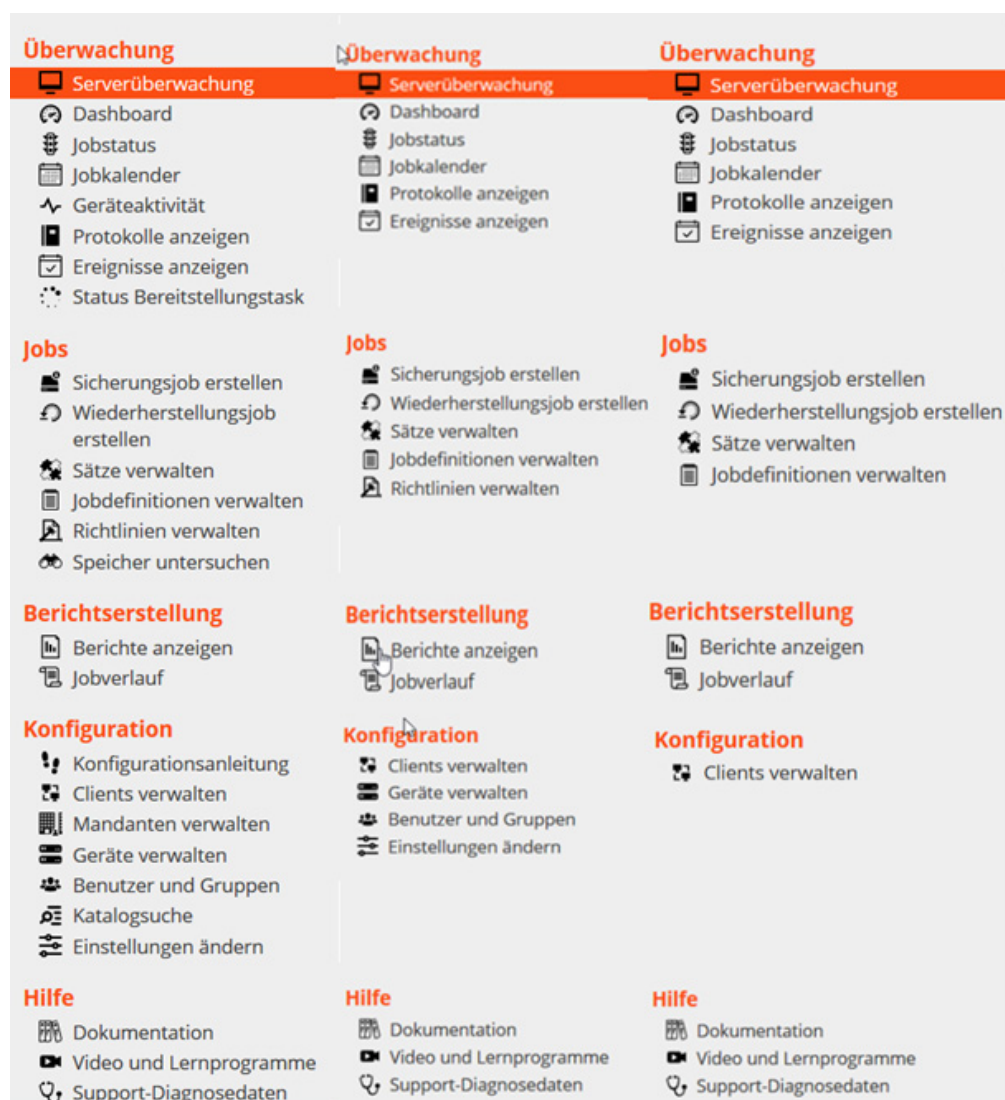 Überwachung
Serverüberwachung
Dashboard
Jobstatus
Jobkalender
Geräteaktivität
Protokolle anzeigen
Ereignisse anzeigen
Status Bereitstellungstask
Jobs
Sicherungsjob erstellen
Wiederherstellungsjob
erstellen
Sätze verwalten
Jobdefinitionen verwalten
Richtlinien verwalten
Speicher untersuchen
Berichtserstellung
Berichte anzeigen
Jobverlauf
Konfiguration
Konfigurationsanleitung
Clients verwalten
Mandanten verwalten
Geräte verwalten
Benutzer und Gruppen
Katalogsuche
Einstellungen ändern
Hilfe
Dokumentation
Video und Lernprogramme
Support-Diagnosedaten
Überwachung
Serverüberwachung
Dashboard
Jobstatus
Jobkalender
Protokolle anzeigen
Ereignisse anzeigen
Jobs
Sicherungsjob erstellen
Wiederherstellungsjob erstellen
Sätze verwalten
Jobdefinitionen verwalten
Richtlinien verwalten
Berichtserstellung
Berichte anzeigen
Jobverlauf
Konfiguration
Clients verwalten
Geräte verwalten
Benutzer und Gruppen
Einstellungen ändern
Hilfe
Dokumentation
Video und Lernprogramme
Support-Diagnosedaten
Überwachung
Serverüberwachung
Dashboard
Jobstatus
Jobkalender
Protokolle anzeigen
Ereignisse anzeigen
Jobs
Sicherungsjob erstellen
Wiederherstellungsjob erstellen
Sätze verwalten
Jobdefinitionen verwalten
Berichtserstellung
Berichte anzeigen
Jobverlauf
Konfiguration
Clients verwalten
Hilfe
Dokumentation
Video und Lernprogramme
Support-Diagnosedaten